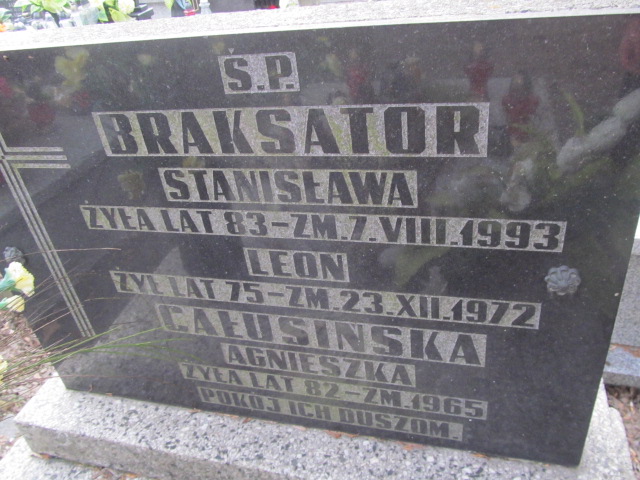 Ś.P.
BRAKSATOR
STANISŁAWA
ŻYŁA LAT 83-ZM.7.VIII.1993
LEON
ŻYŁ LAT 75-ZM.23.XII.1972
CAŁUSIŃSKA
AGNIESZKA
ŻYŁA LAT 82-ZM.1965
POKÓJ ICH DUSZOM.